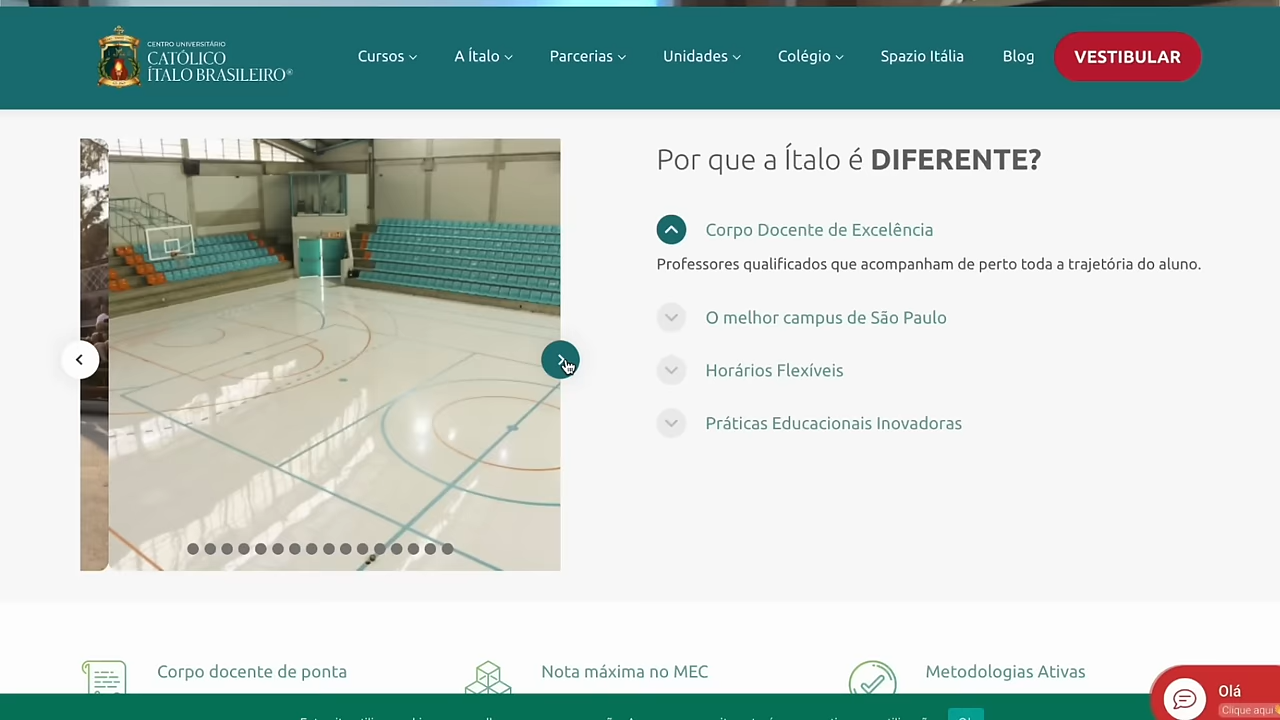 CENTRO UNIVERSITÁRIO
CATÓLICO
ÍTALO BRASILEIRO®
Cursos
A Ítalo
Parcerias
Unidades
Colégio
Spazio Itália
Blog
VESTIBULAR
Por que a Ítalo é DIFERENTE?
Corpo Docente de Excelência
Professores qualificados que acompanham de perto toda a trajetória do aluno.
O melhor campus de São Paulo
Horários Flexíveis
Práticas Educacionais Inovadoras
Corpo docente de ponta
Nota máxima no MEC
Metodologias Ativas
Olá
Clique aqui